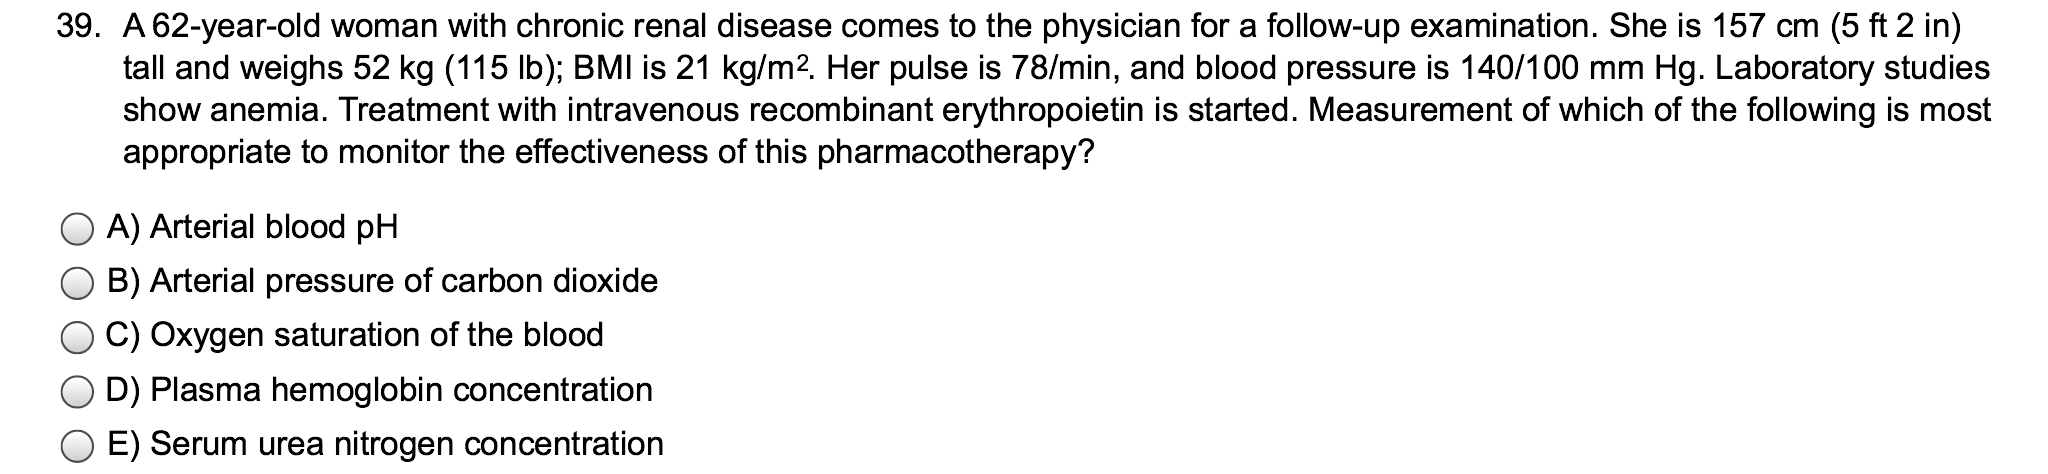 39. A 62-year-old woman with chronic renal disease comes to the physician for a follow-up examination. She is 157 cm (5 ft 2 in)
tall and weighs 52 kg (115 lb); BMI is 21 kg/m². Her pulse is 78/min, and blood pressure is 140/100 mm Hg. Laboratory studies
show anemia. Treatment with intravenous recombinant erythropoietin is started. Measurement of which of the following is most
appropriate to monitor the effectiveness of this pharmacotherapy?
A) Arterial blood pH
B) Arterial pressure of carbon dioxide
C) Oxygen saturation of the blood
D) Plasma hemoglobin concentration
E) Serum urea nitrogen concentration